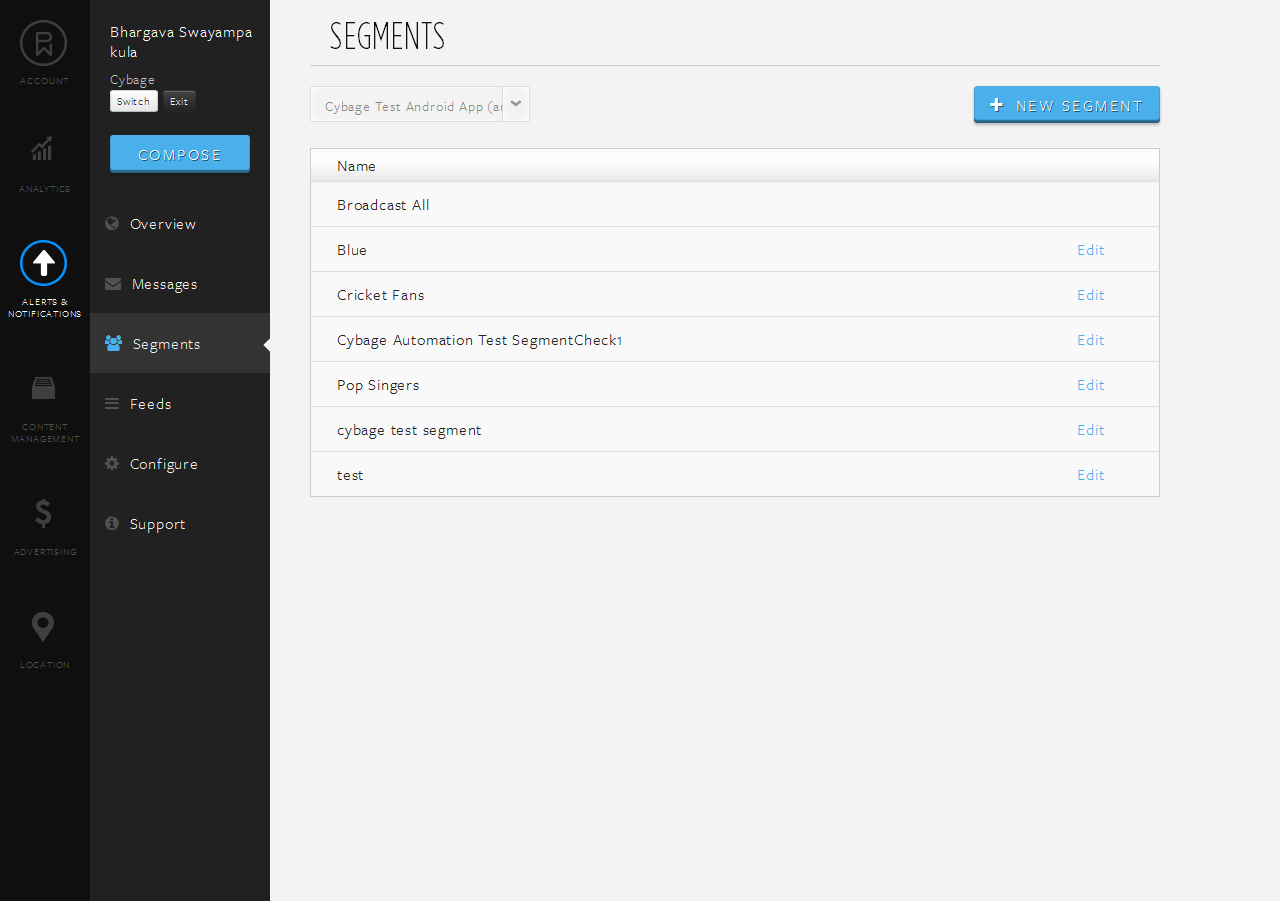 ACCOUNT
ANALYTICS
ALERTS &
NOTIFICATIONS
CONTENT
MANAGEMENT
ADVERTISING
LOCATION
Bhargava Swayampa
kula
Cybage
Switch Exit
COMPOSE
Overview
Messages
Segments
Feeds
Configure
Support
SEGMENTS
Cybage Test Android App (a
NEW SEGMENT
Name
Broadcast All
Blue Edit
Cricket Fans Edit
Cybage Automation Test SegmentCheck1 Edit
Pop Singers Edit
cybage test segment Edit
test Edit